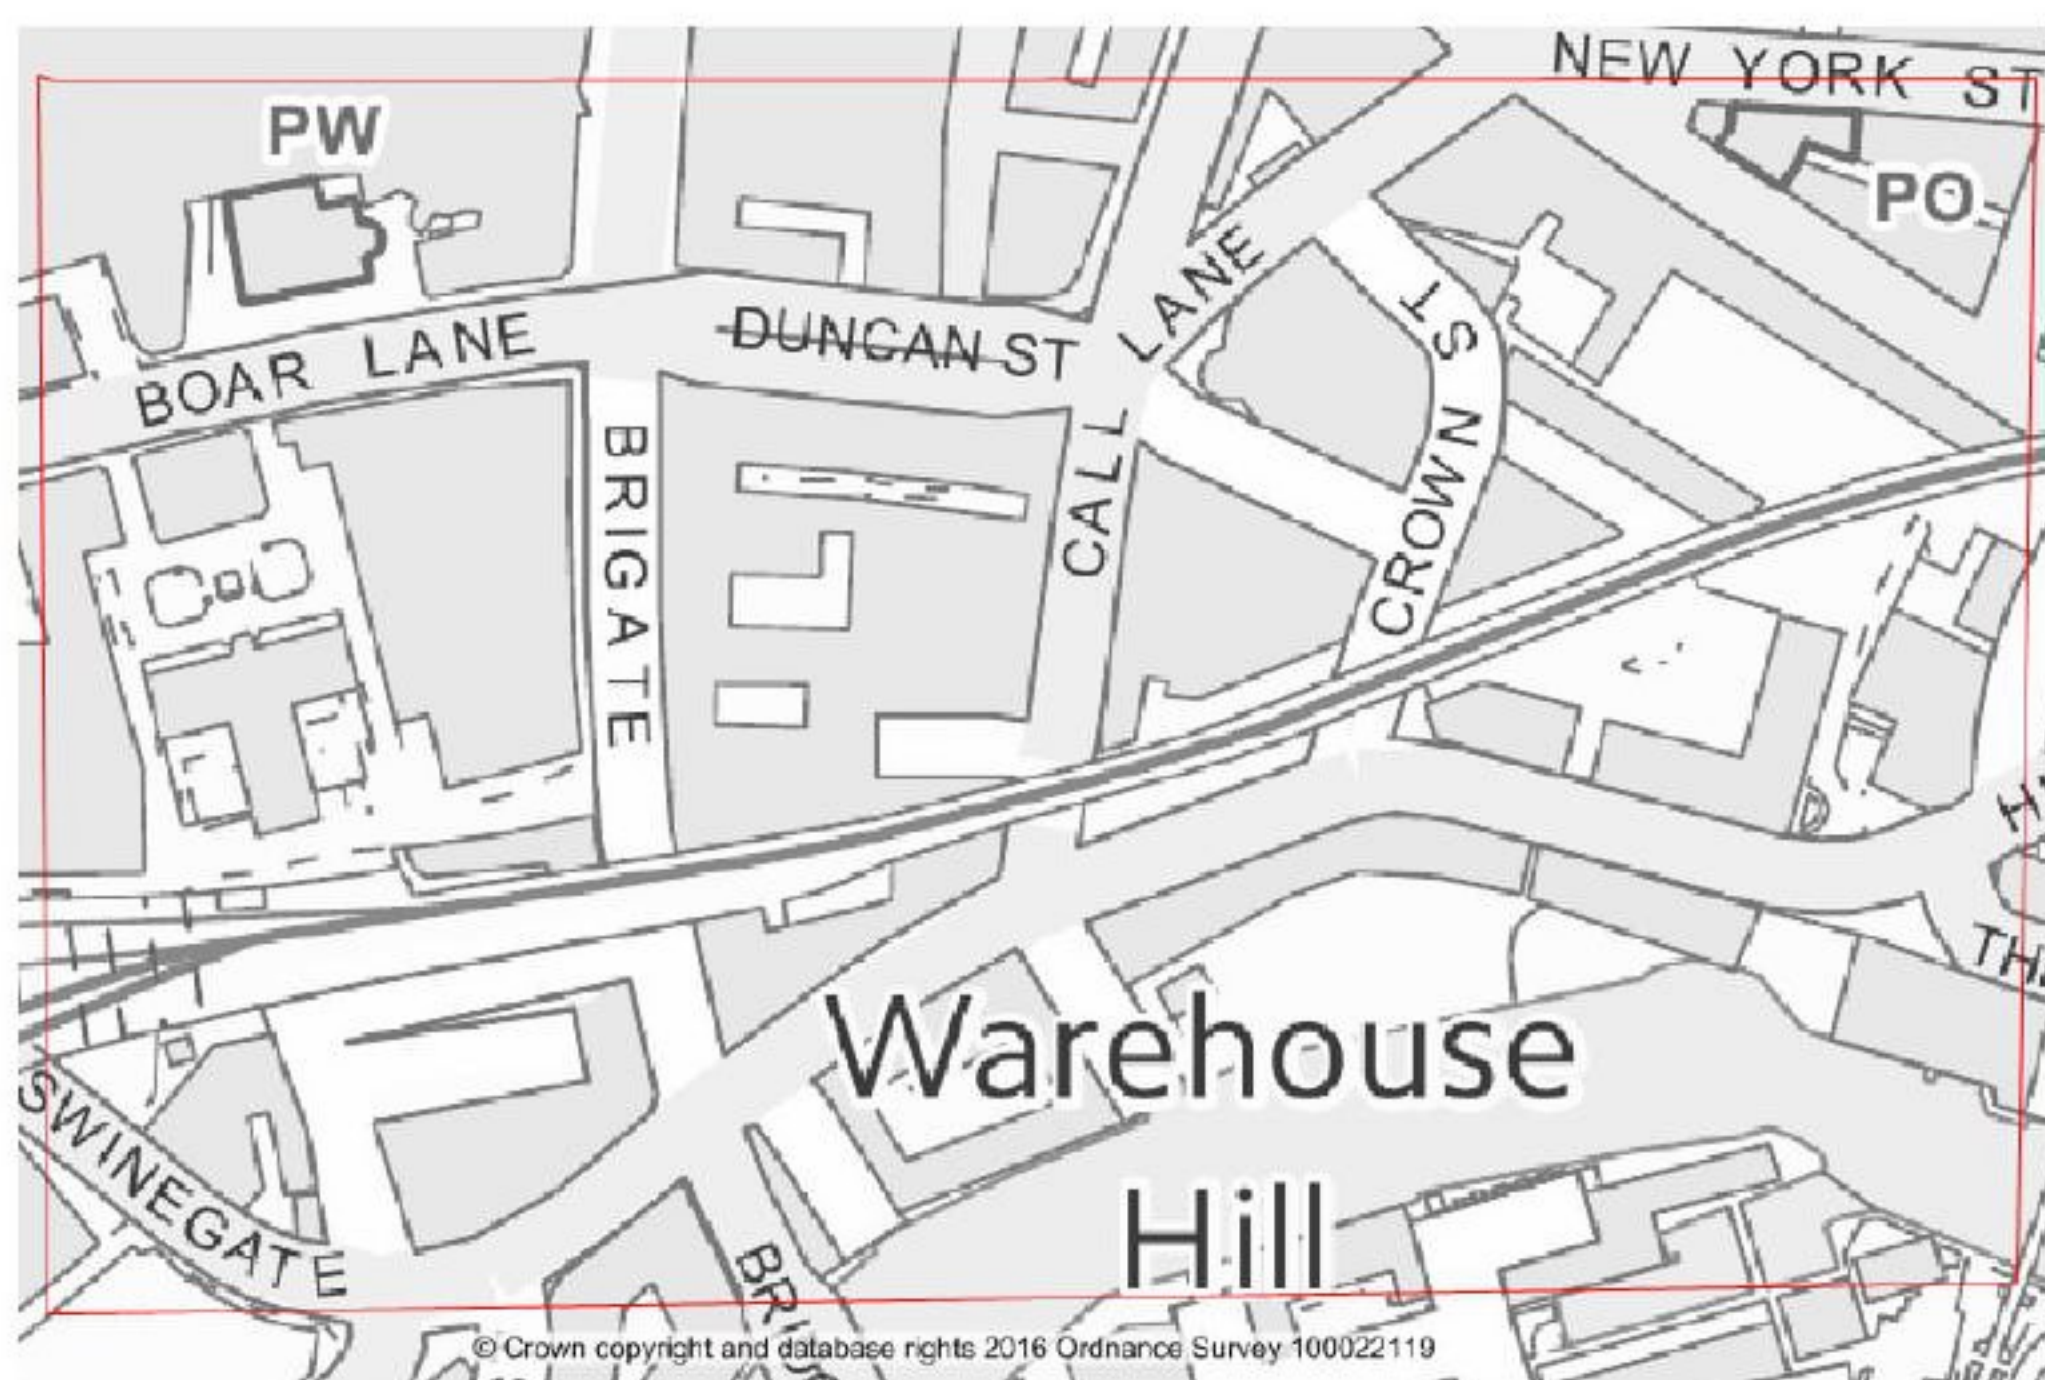 NEW YORK ST
PW
PO
BOAR LANE
DUNCAN ST
CALL LANE
CROWN ST
BRIGATE
Warehouse
Hill
SWINEGATE
© Crown copyright and database rights 2016 Ordnance Survey 100022119